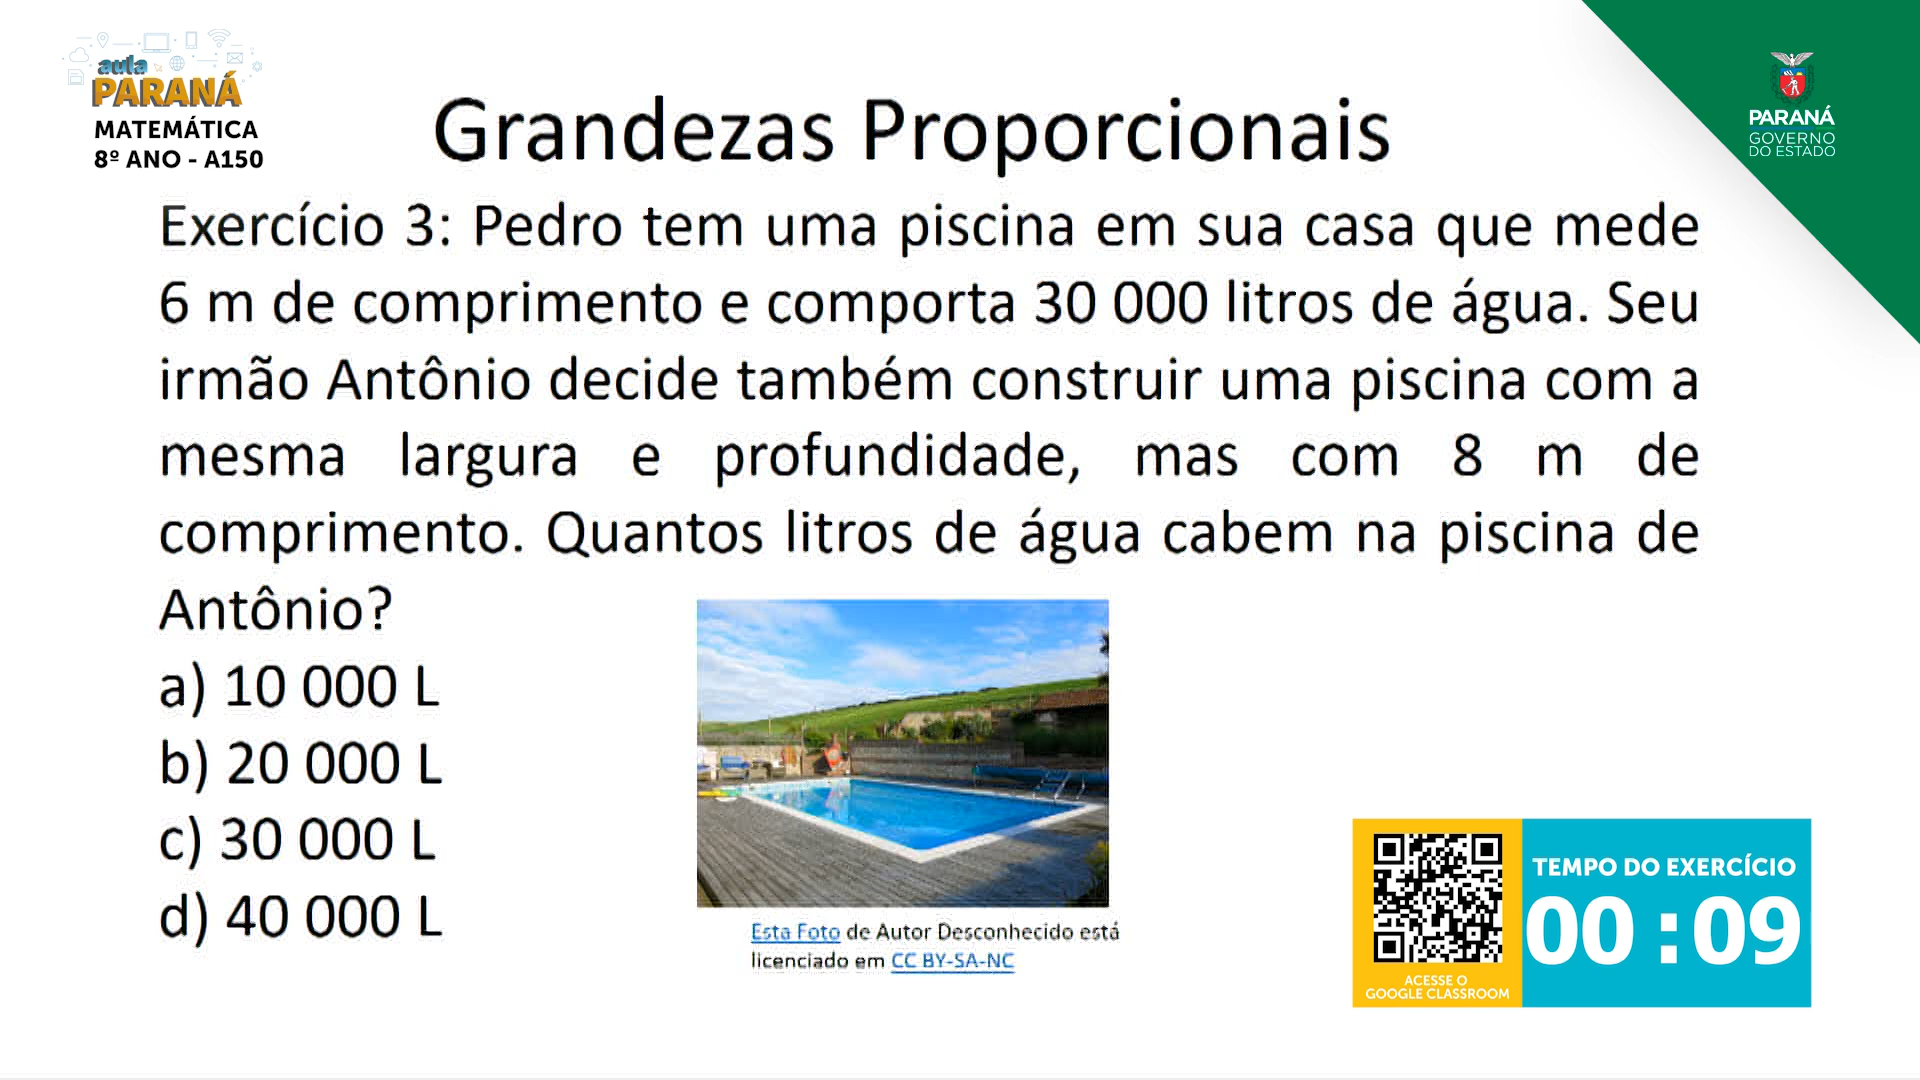 aula
PARANÁ
MATEMÁTICA
8º ANO - A150
PARANÁ
GOVERNO
DO ESTADO
Grandezas Proporcionais
Exercício 3: Pedro tem uma piscina em sua casa que mede
6 m de comprimento e comporta 30 000 litros de água. Seu
irmão Antônio decide também construir uma piscina com a
mesma largura e profundidade, mas com 8 m de
comprimento. Quantos litros de água cabem na piscina de
Antônio?
a) 10 000 L
b) 20 000 L
c) 30 000 L
d) 40 000 L
Esta Foto de Autor Desconhecido está
licenciado em CC BY-SA-NC
ACESSE O
GOOGLE CLASSROOM
TEMPO DO EXERCÍCIO
00 : 09